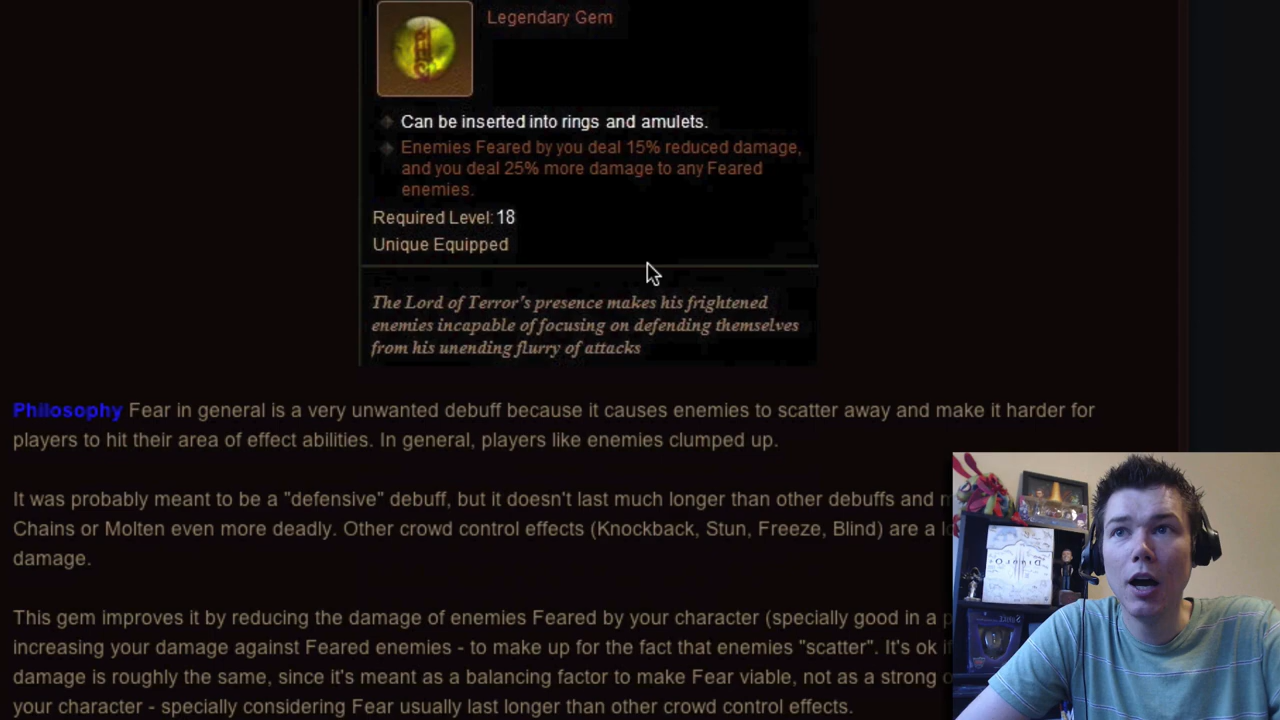 Legendary Gem
Can be inserted into rings and amulets.
Enemies Feared by you deal 15% reduced damage,
and you deal 25% more damage to any Feared
enemies.
Required Level: 18
Unique Equipped
The Lord of Terror's presence makes his frightened
enemies incapable of focusing on defending themselves
from his unending flurry of attacks
Philosophy Fear in general is a very unwanted debuff because it causes enemies to scatter away and make it harder for
players to hit their area of effect abilities. In general, players like enemies clumped up.
It was probably meant to be a "defensive" debuff, but it doesn't last much longer than other debuffs and m
Chains or Molten even more deadly. Other crowd control effects (Knockback, Stun, Freeze, Blind) are a lo
damage.
This gem improves it by reducing the damage of enemies Feared by your character (specially good in a p
increasing your damage against Feared enemies - to make up for the fact that enemies "scatter". It's ok if
damage is roughly the same, since it's meant as a balancing factor to make Fear viable, not as a strong o
your character - specially considering Fear usually last longer than other crowd control effects.